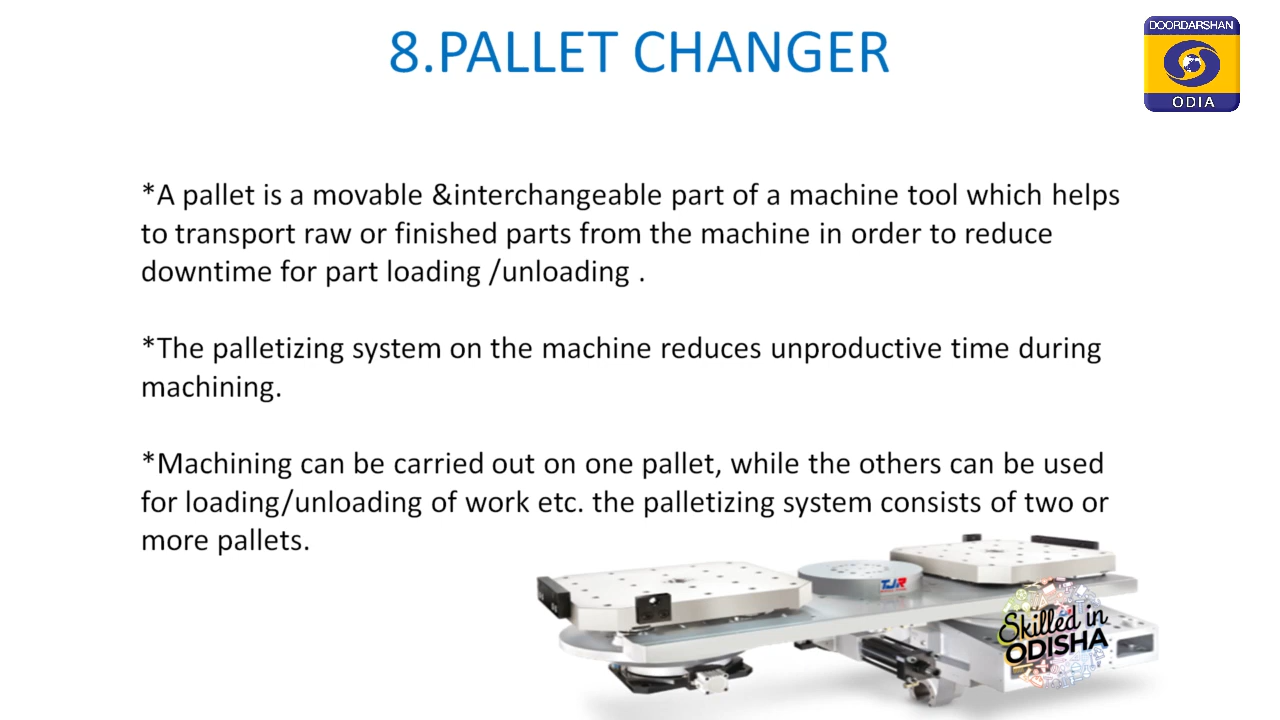 8.PALLET CHANGER
DOORDARSHAN
ODIA
*A pallet is a movable &interchangeable part of a machine tool which helps
to transport raw or finished parts from the machine in order to reduce
downtime for part loading /unloading .
*The palletizing system on the machine reduces unproductive time during
machining.
*Machining can be carried out on one pallet, while the others can be used
for loading/unloading of work etc. the palletizing system consists of two or
more pallets.
TJR
Skilled in
ODISHA